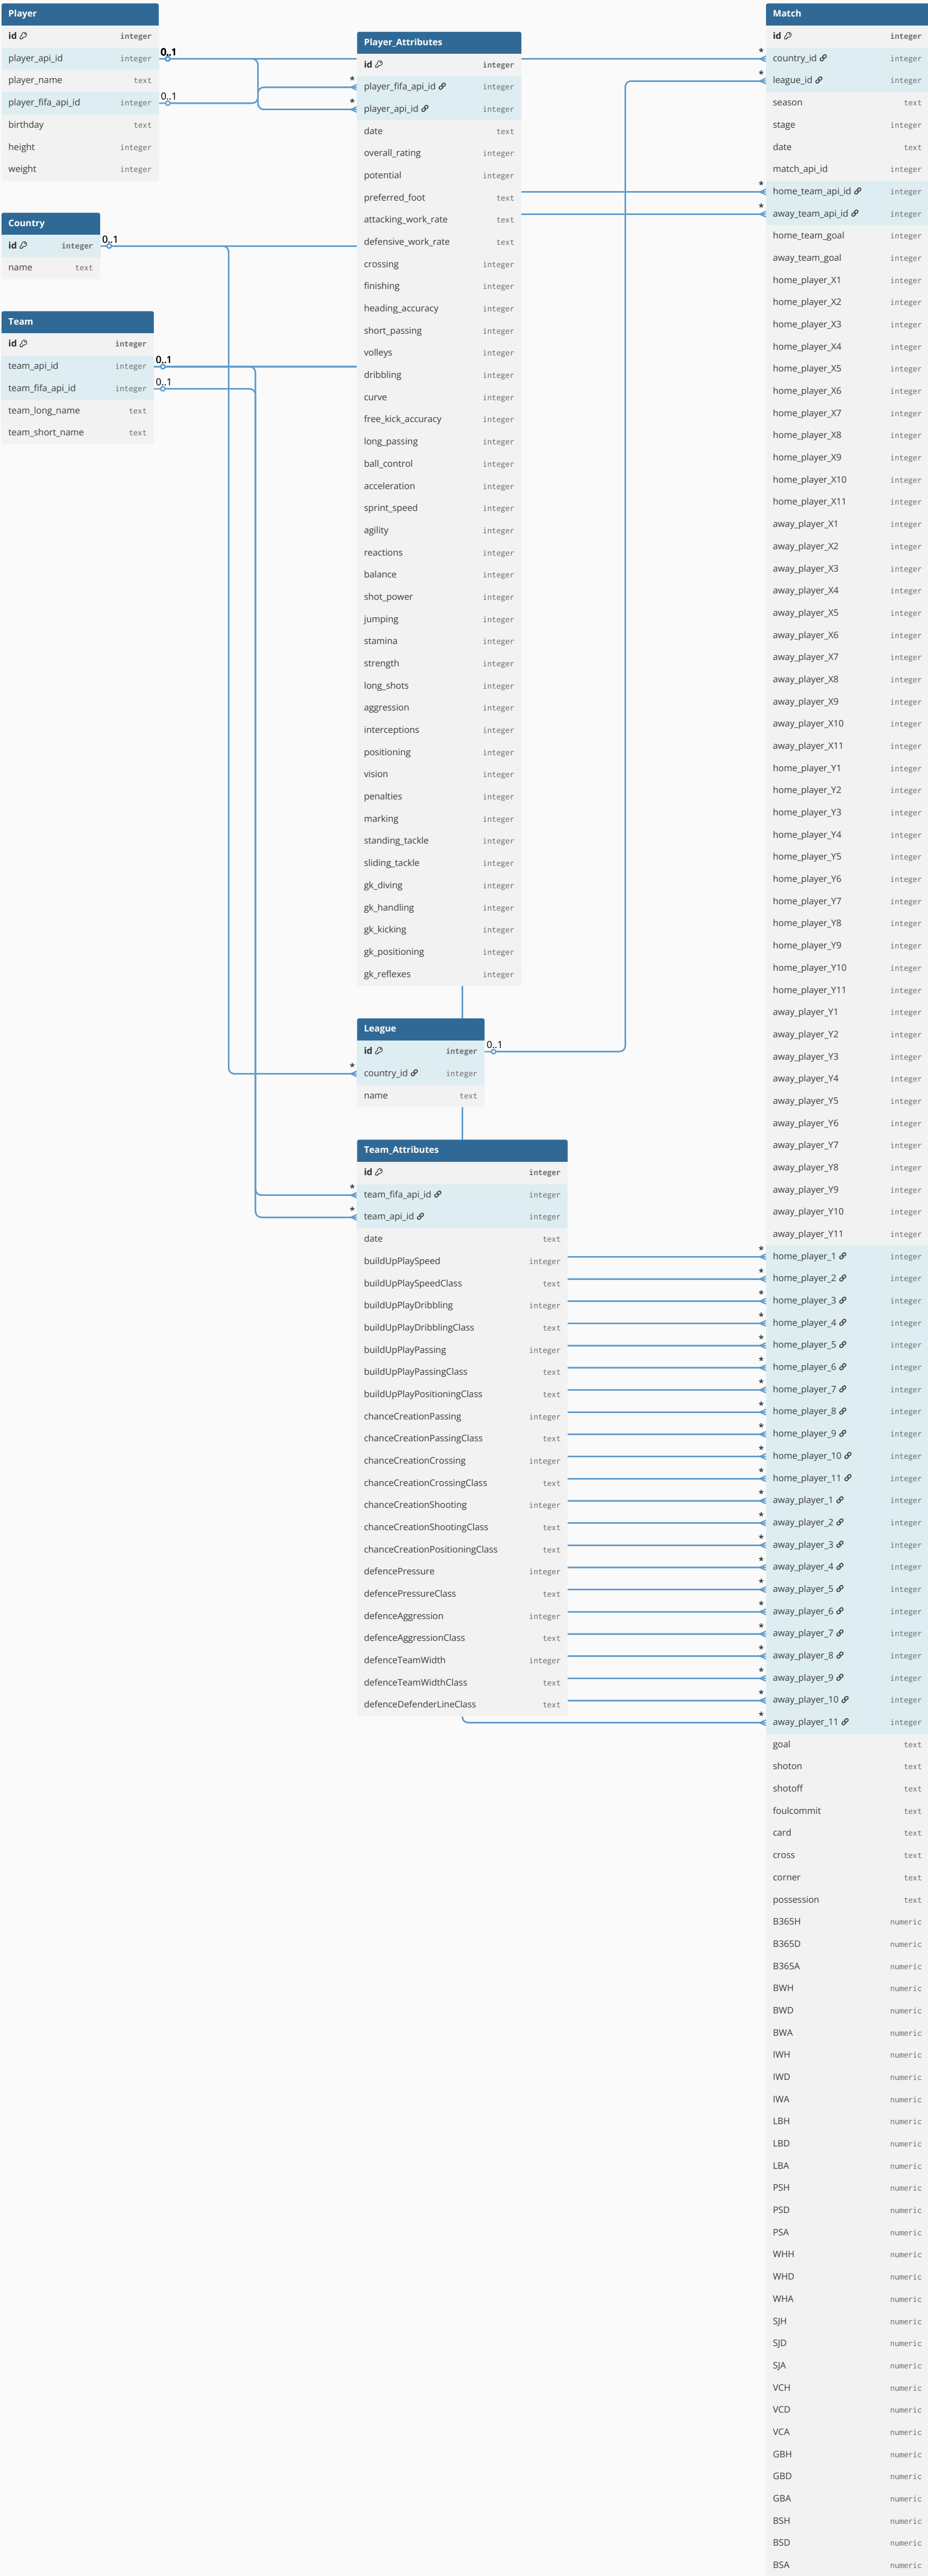 Player
id integer
player_api_id integer
player_name text
player_fifa_api_id integer
birthday text
height integer
weight integer
0..1
0..1
Country
id integer
name text
0..1
Team
id integer
team_api_id integer
team_fifa_api_id integer
team_long_name text
team_short_name text
0..1
0..1
Player_Attributes
id integer
* player_fifa_api_id integer
* player_api_id integer
date text
overall_rating integer
potential integer
preferred_foot text
attacking_work_rate text
defensive_work_rate text
crossing integer
finishing integer
heading_accuracy integer
short_passing integer
volleys integer
dribbling integer
curve integer
free_kick_accuracy integer
long_passing integer
ball_control integer
acceleration integer
sprint_speed integer
agility integer
reactions integer
balance integer
shot_power integer
jumping integer
stamina integer
strength integer
long_shots integer
aggression integer
interceptions integer
positioning integer
vision integer
penalties integer
marking integer
standing_tackle integer
sliding_tackle integer
gk_diving integer
gk_handling integer
gk_kicking integer
gk_positioning integer
gk_reflexes integer
League
id integer 0..1
* country_id integer
name text
Team_Attributes
id integer
* team_fifa_api_id integer
* team_api_id integer
date text
buildUpPlaySpeed integer
buildUpPlaySpeedClass text
buildUpPlayDribbling integer
buildUpPlayDribblingClass text
buildUpPlayPassing integer
buildUpPlayPassingClass text
buildUpPlayPositioningClass text
chanceCreationPassing integer
chanceCreationPassingClass text
chanceCreationCrossing integer
chanceCreationCrossingClass text
chanceCreationShooting integer
chanceCreationShootingClass text
chanceCreationPositioningClass text
defencePressure integer
defencePressureClass text
defenceAggression integer
defenceAggressionClass text
defenceTeamWidth integer
defenceTeamWidthClass text
defenceDefenderLineClass text
Match
id integer
* country_id integer
* league_id integer
season text
stage integer
date text
match_api_id integer
* home_team_api_id integer
* away_team_api_id integer
home_team_goal integer
away_team_goal integer
home_player_X1 integer
home_player_X2 integer
home_player_X3 integer
home_player_X4 integer
home_player_X5 integer
home_player_X6 integer
home_player_X7 integer
home_player_X8 integer
home_player_X9 integer
home_player_X10 integer
home_player_X11 integer
away_player_X1 integer
away_player_X2 integer
away_player_X3 integer
away_player_X4 integer
away_player_X5 integer
away_player_X6 integer
away_player_X7 integer
away_player_X8 integer
away_player_X9 integer
away_player_X10 integer
away_player_X11 integer
home_player_Y1 integer
home_player_Y2 integer
home_player_Y3 integer
home_player_Y4 integer
home_player_Y5 integer
home_player_Y6 integer
home_player_Y7 integer
home_player_Y8 integer
home_player_Y9 integer
home_player_Y10 integer
home_player_Y11 integer
away_player_Y1 integer
away_player_Y2 integer
away_player_Y3 integer
away_player_Y4 integer
away_player_Y5 integer
away_player_Y6 integer
away_player_Y7 integer
away_player_Y8 integer
away_player_Y9 integer
away_player_Y10 integer
away_player_Y11 integer
* home_player_1 integer
* home_player_2 integer
* home_player_3 integer
* home_player_4 integer
* home_player_5 integer
* home_player_6 integer
* home_player_7 integer
* home_player_8 integer
* home_player_9 integer
* home_player_10 integer
* home_player_11 integer
* away_player_1 integer
* away_player_2 integer
* away_player_3 integer
* away_player_4 integer
* away_player_5 integer
* away_player_6 integer
* away_player_7 integer
* away_player_8 integer
* away_player_9 integer
* away_player_10 integer
* away_player_11 integer
goal text
shoton text
shotoff text
foulcommit text
card text
cross text
corner text
possession text
B365H numeric
B365D numeric
B365A numeric
BWH numeric
BWD numeric
BWA numeric
IWH numeric
IWD numeric
IWA numeric
LBH numeric
LBD numeric
LBA numeric
PSH numeric
PSD numeric
PSA numeric
WHH numeric
WHD numeric
WHA numeric
SJH numeric
SJD numeric
SJA numeric
VCH numeric
VCD numeric
VCA numeric
GBH numeric
GBD numeric
GBA numeric
BSH numeric
BSD numeric
BSA numeric